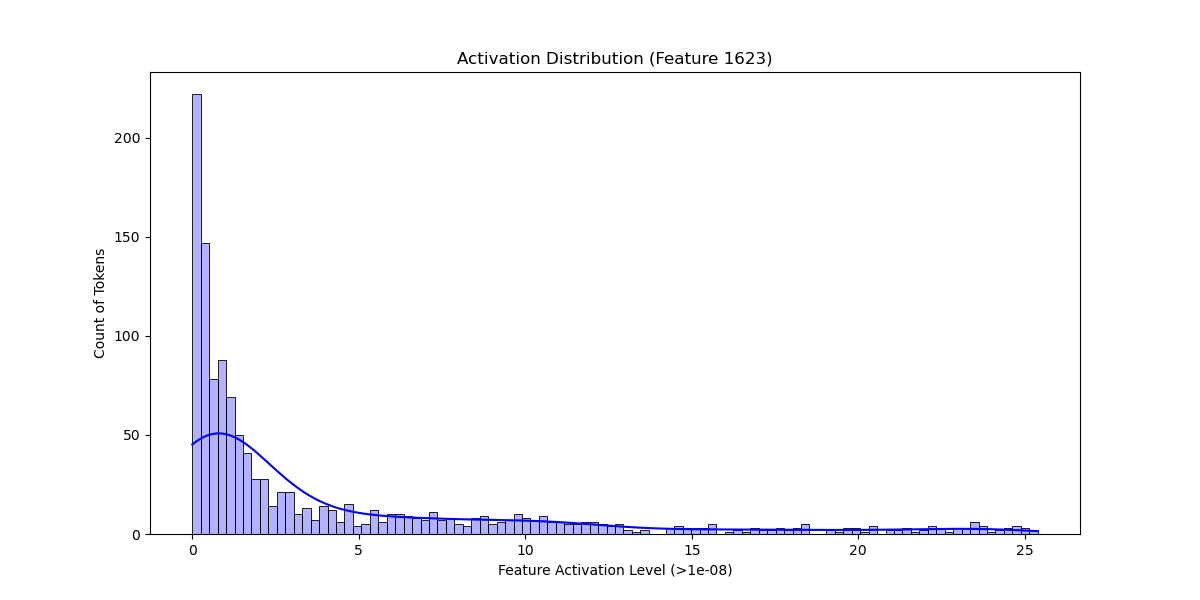 Activation Distribution (Feature 1623)
200
150
100
50
0
Count of Tokens
0 5 10 15 20 25
Feature Activation Level (>1e-08)